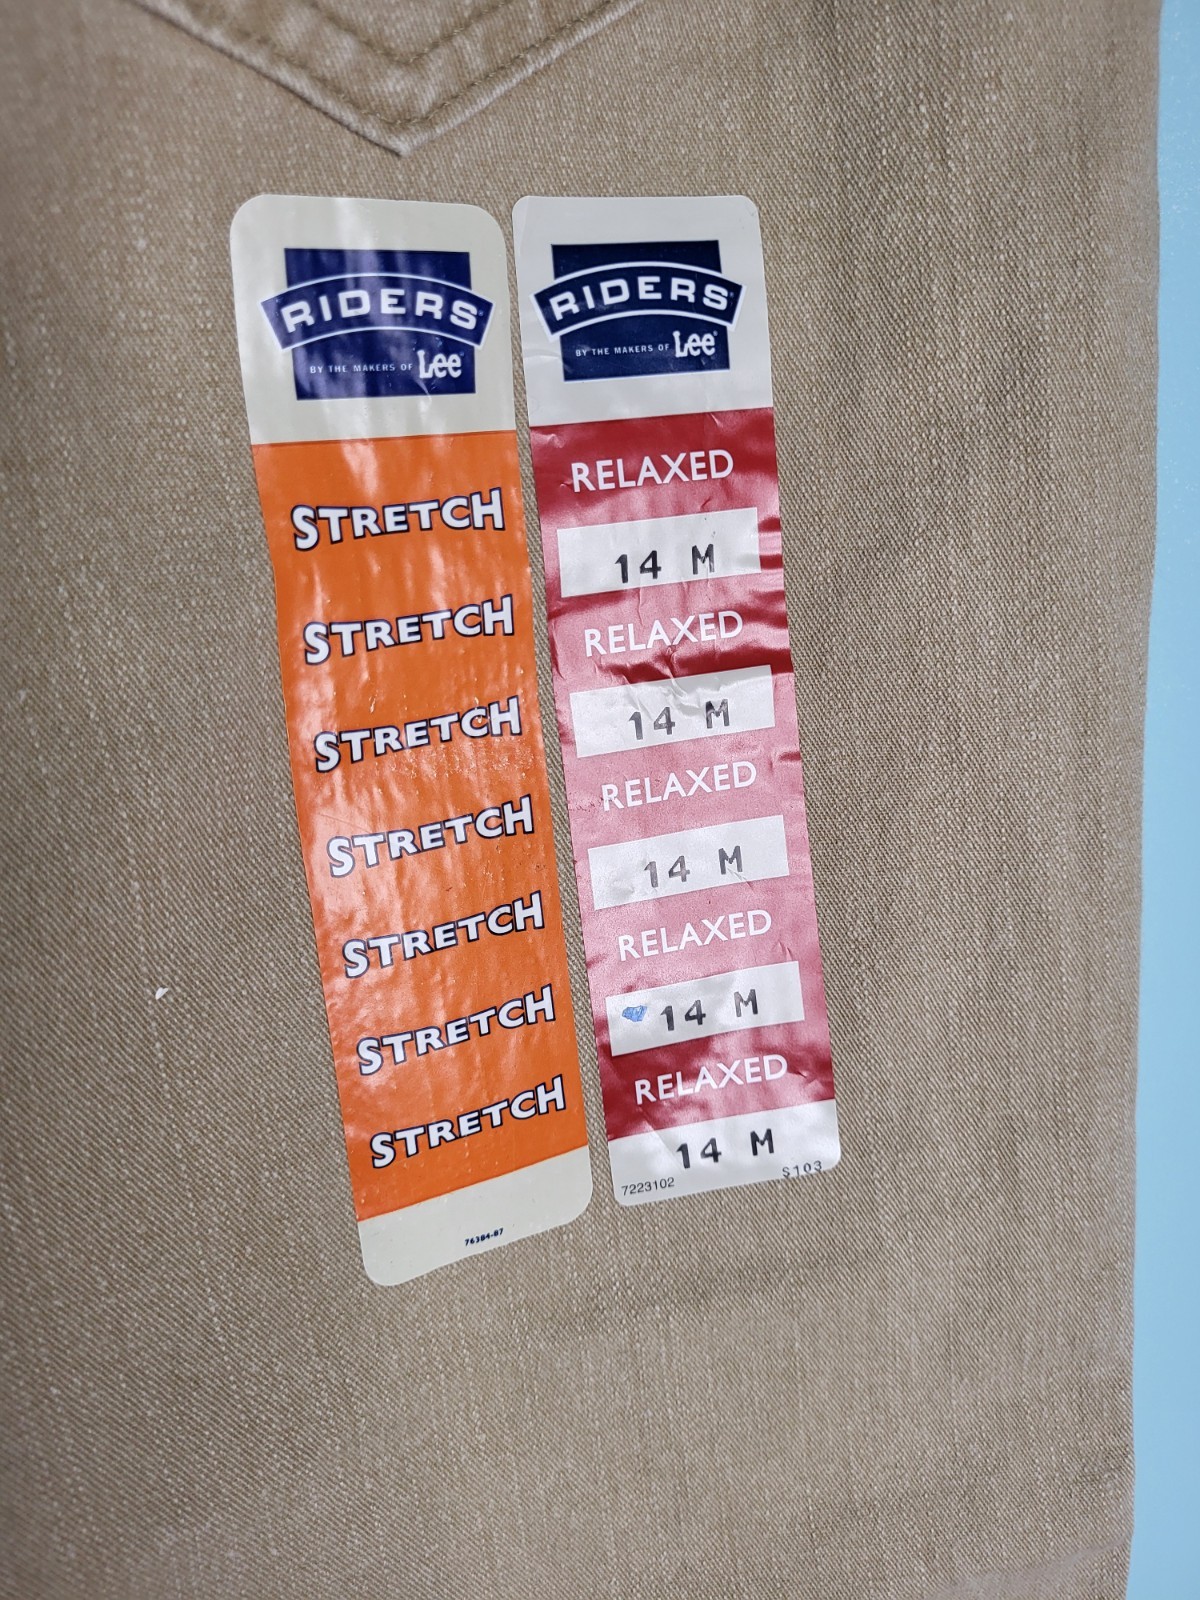 RIDERS
BY THE MAKERS OF Lee
STRETCH
STRETCH
STRETCH
STRETCH
STRETCH
STRETCH
STRETCH
76384-87
RIDERS
BY THE MAKERS OF Lee
RELAXED
14 M
RELAXED
14 M
RELAXED
14 M
RELAXED
14 M
RELAXED
14 M
7223102 S103